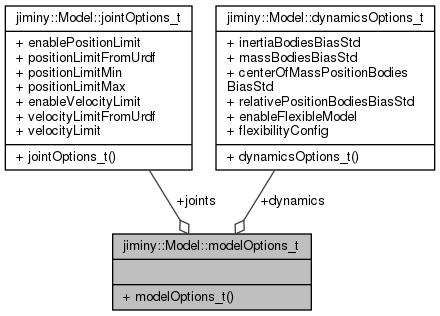 jiminy::Model::jointOptions_t
+ enablePositionLimit
+ positionLimitFromUrdf
+ positionLimitMin
+ positionLimitMax
+ enableVelocityLimit
+ velocityLimitFromUrdf
+ velocityLimit
+ jointOptions_t()
jiminy::Model::dynamicsOptions_t
+ inertiaBodiesBiasStd
+ massBodiesBiasStd
+ centerOfMassPositionBodies
BiasStd
+ relativePositionBodiesBiasStd
+ enableFlexibleModel
+ flexibilityConfig
+ dynamicsOptions_t()
+joints
+dynamics
jiminy::Model::modelOptions_t
+ modelOptions_t()